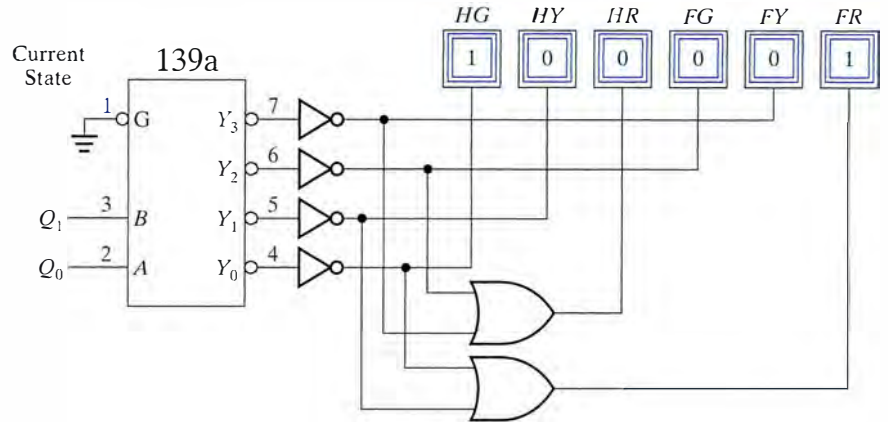 HG HY HR FG FY FR
1 0 0 0 0 1
Current
State
139a
1 G Y3 7
Y2 6
Q1 3 B Y1 5
Q0 2 A Y0 4